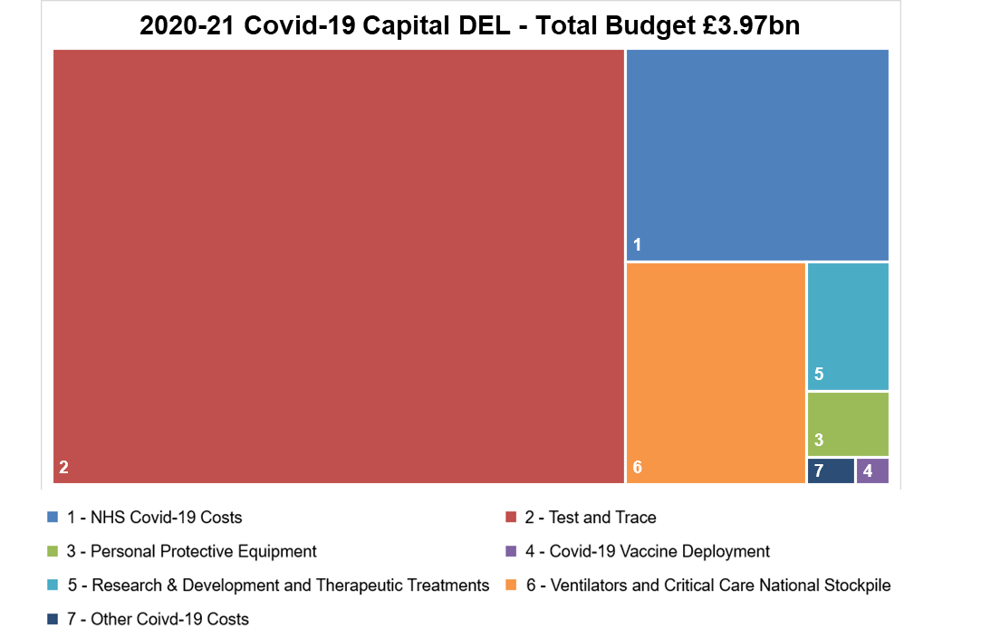 2020-21 Covid-19 Capital DEL - Total Budget £3.97bn
1
5
3
2
6
7
4
1 - NHS Covid-19 Costs
2 - Test and Trace
3 - Personal Protective Equipment
4 - Covid-19 Vaccine Deployment
5 - Research & Development and Therapeutic Treatments
6 - Ventilators and Critical Care National Stockpile
7 - Other Coivd-19 Costs